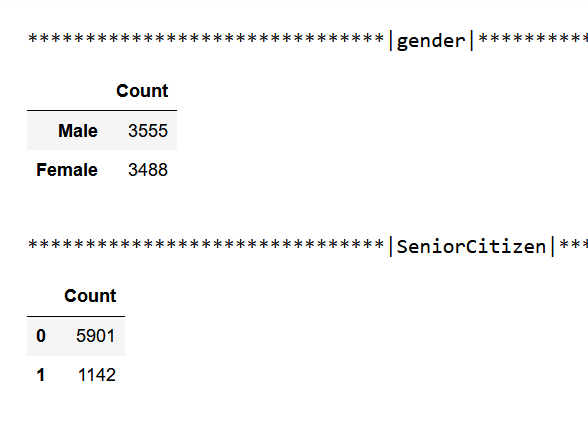 *******************************|gender|**********
Count
Male 3555
Female 3488
*******************************|SeniorCitizen|***
Count
0 5901
1 1142